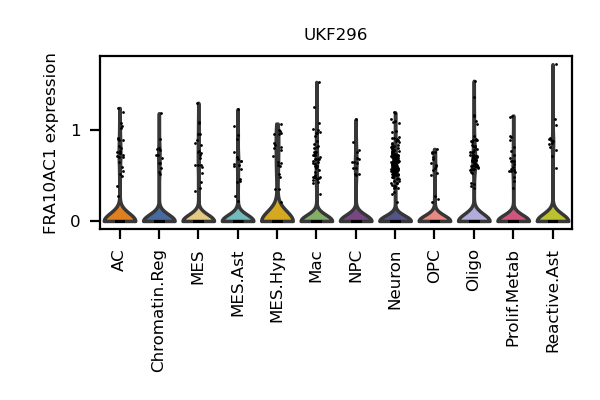 UKF296
FRA10AC1 expression
1
0
AC
Chromatin.Reg
MES
MES.Ast
MES.Hyp
Mac
NPC
Neuron
OPC
Oligo
Prolif.Metab
Reactive.Ast